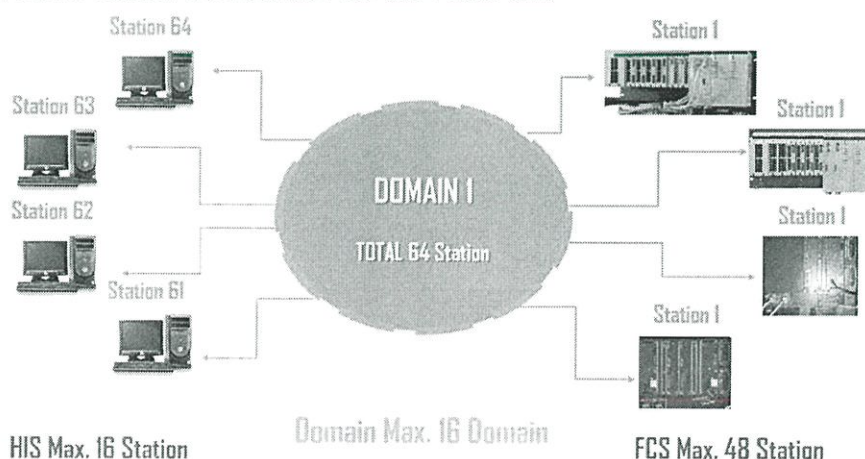 Station 64
Station 1
Station 63
Station 1
Station 62
DOMAIN 1
Station 1
TOTAL 64 Station
Station 61
Station 1
HIS Max. 16 Station
Domain Max. 16 Domain
FCS Max. 48 Station